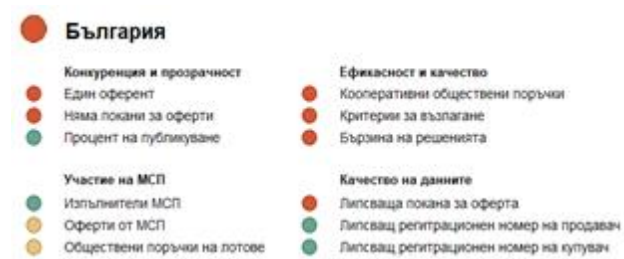 България
Конкуренция и прозрачност
Един оферент
Няма покани за оферти
Процент на публикуване
Ефикасност и качество
Кооперативни обществени поръчки
Критерии за възлагане
Бързина на решенията
Участие на МСП
Изпълнители МСП
Оферти от МСП
Обществени поръчки на лотове
Качество на данните
Липсваща покана за оферта
Липсващ регитрационен номер на продавач
Липсващ регитрационен номер на купувач